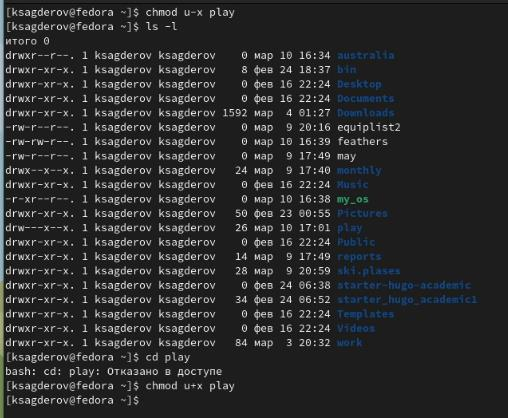 [ksagderov@fedora ~]$ chmod u-x play
[ksagderov@fedora ~]$ ls -l
итого 0
drwxr--r--. 1 ksagderov ksagderov 0 мар 10 16:34 australia
drwxr-xr-x. 1 ksagderov ksagderov 8 фев 24 18:37 bin
drwxr-xr-x. 1 ksagderov ksagderov 0 фев 16 22:24 Desktop
drwxr-xr-x. 1 ksagderov ksagderov 0 фев 16 22:24 Documents
drwxr-xr-x. 1 ksagderov ksagderov 1592 мар 4 01:27 Downloads
-rw-r--r--. 1 ksagderov ksagderov 0 мар 9 20:16 equiplist2
-rw-rw-r--. 1 ksagderov ksagderov 0 мар 10 16:39 feathers
-rw-r--r--. 1 ksagderov ksagderov 0 мар 9 17:49 may
drwx--x--x. 1 ksagderov ksagderov 24 мар 9 17:40 monthly
drwxr-xr-x. 1 ksagderov ksagderov 0 фев 16 22:24 Music
-r-xr--r--. 1 ksagderov ksagderov 0 мар 10 16:38 my_os
drwxr-xr-x. 1 ksagderov ksagderov 50 фев 23 00:55 Pictures
drw---x--x. 1 ksagderov ksagderov 26 мар 10 17:01 play
drwxr-xr-x. 1 ksagderov ksagderov 0 фев 16 22:24 Public
drwxr-xr-x. 1 ksagderov ksagderov 14 мар 9 17:49 reports
drwxr-xr-x. 1 ksagderov ksagderov 28 мар 9 20:59 ski.plases
drwxr-xr-x. 1 ksagderov ksagderov 0 фев 24 06:38 starter-hugo-academic
drwxr-xr-x. 1 ksagderov ksagderov 34 фев 24 06:52 starter_hugo_academic1
drwxr-xr-x. 1 ksagderov ksagderov 0 фев 16 22:24 Templates
drwxr-xr-x. 1 ksagderov ksagderov 0 фев 16 22:24 Videos
drwxr-xr-x. 1 ksagderov ksagderov 84 мар 3 20:32 work
[ksagderov@fedora ~]$ cd play
bash: cd: play: Отказано в доступе
[ksagderov@fedora ~]$ chmod u+x play
[ksagderov@fedora ~]$